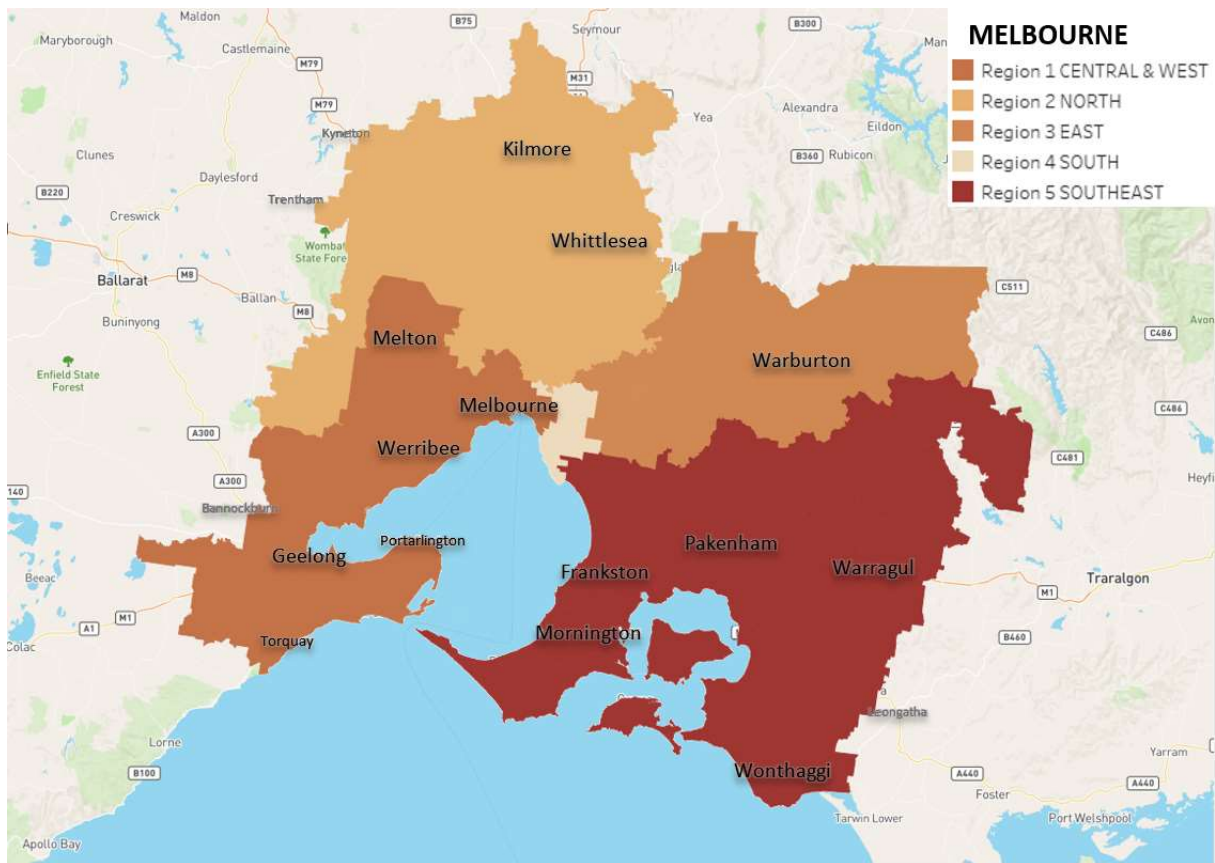 MELBOURNE
Region 1 CENTRAL & WEST
Region 2 NORTH
Region 3 EAST
Region 4 SOUTH
Region 5 SOUTHEAST
Maldon
B75
Seymour
B300
Maryborough
Castlemaine
M79
M31
Alexandra
Eildon
M79
Yea
Kyneton
Kilmore
Clunes
B360
Rubicon
Daylesford
B220
Trentham
Creswick
Whittlesea
Wombat
State Fore
Ballarat
M8
Ballan
C511
Buninyong
M8
Melton
C486
Enfield State
Forest
Warburton
Melbourne
C486
A300
Werribee
C481
A300
140
Bannockburn
Portarlington
Pakenham
Geelong
Frankston
Warragul
Beeac
Traralgon
M1
M1
A1
Mornington
Torquay
B460
Colac
Leongatha
Lorne
B100
Wonthaggi
A440
A440
Yarram
Foster
Tarwin Lower
Port Welshpool
Apollo Bay